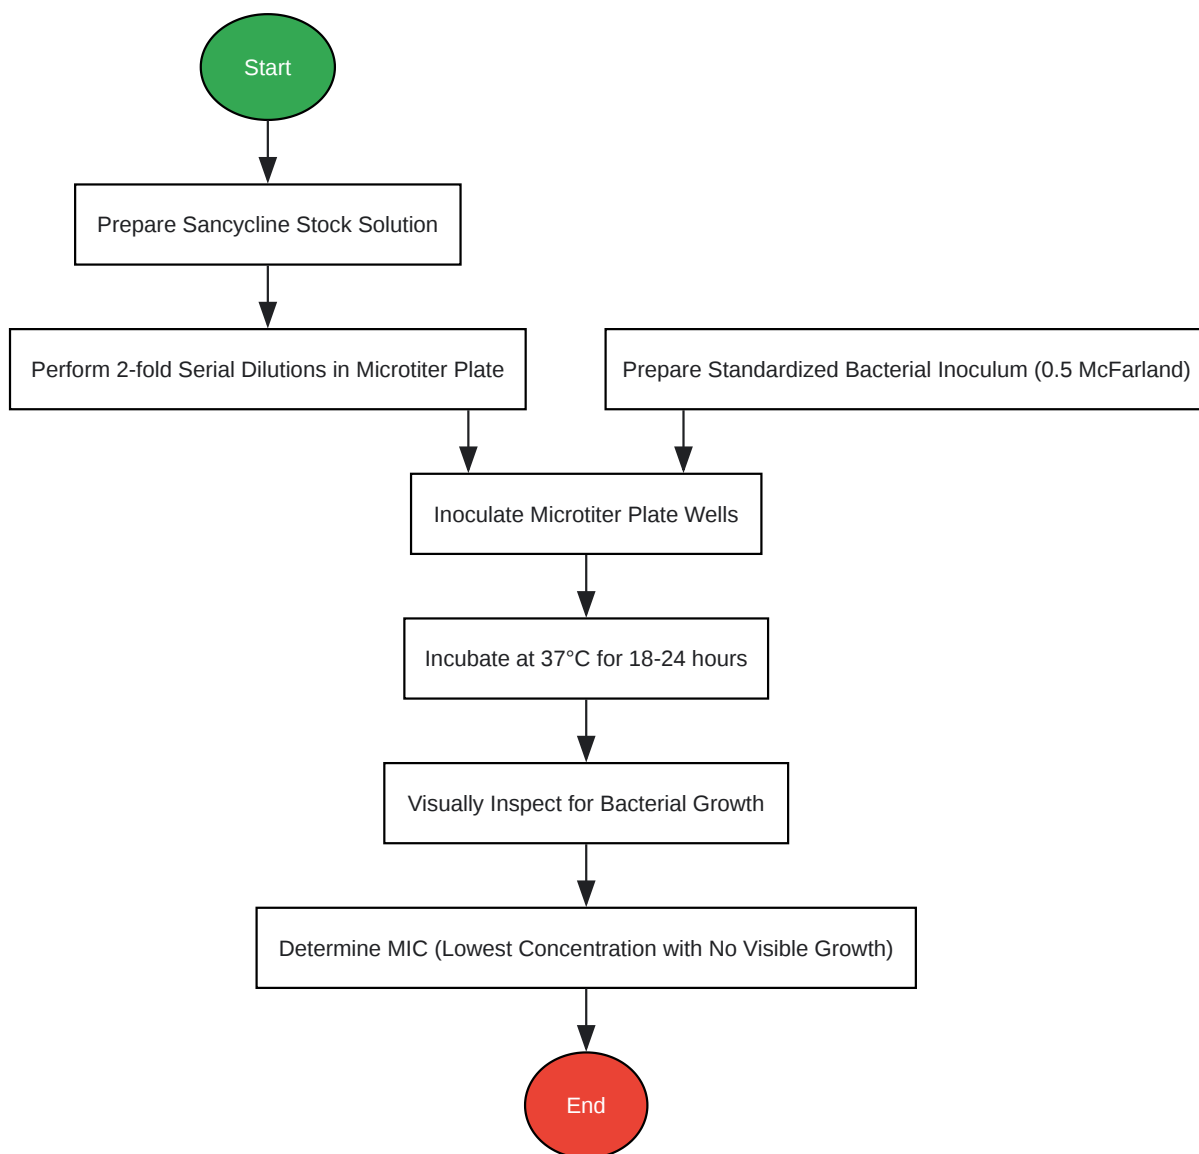 Start
Prepare Sancycline Stock Solution
Perform 2-fold Serial Dilutions in Microtiter Plate
Prepare Standardized Bacterial Inoculum (0.5 McFarland)
Inoculate Microtiter Plate Wells
Incubate at 37°C for 18-24 hours
Visually Inspect for Bacterial Growth
Determine MIC (Lowest Concentration with No Visible Growth)
End